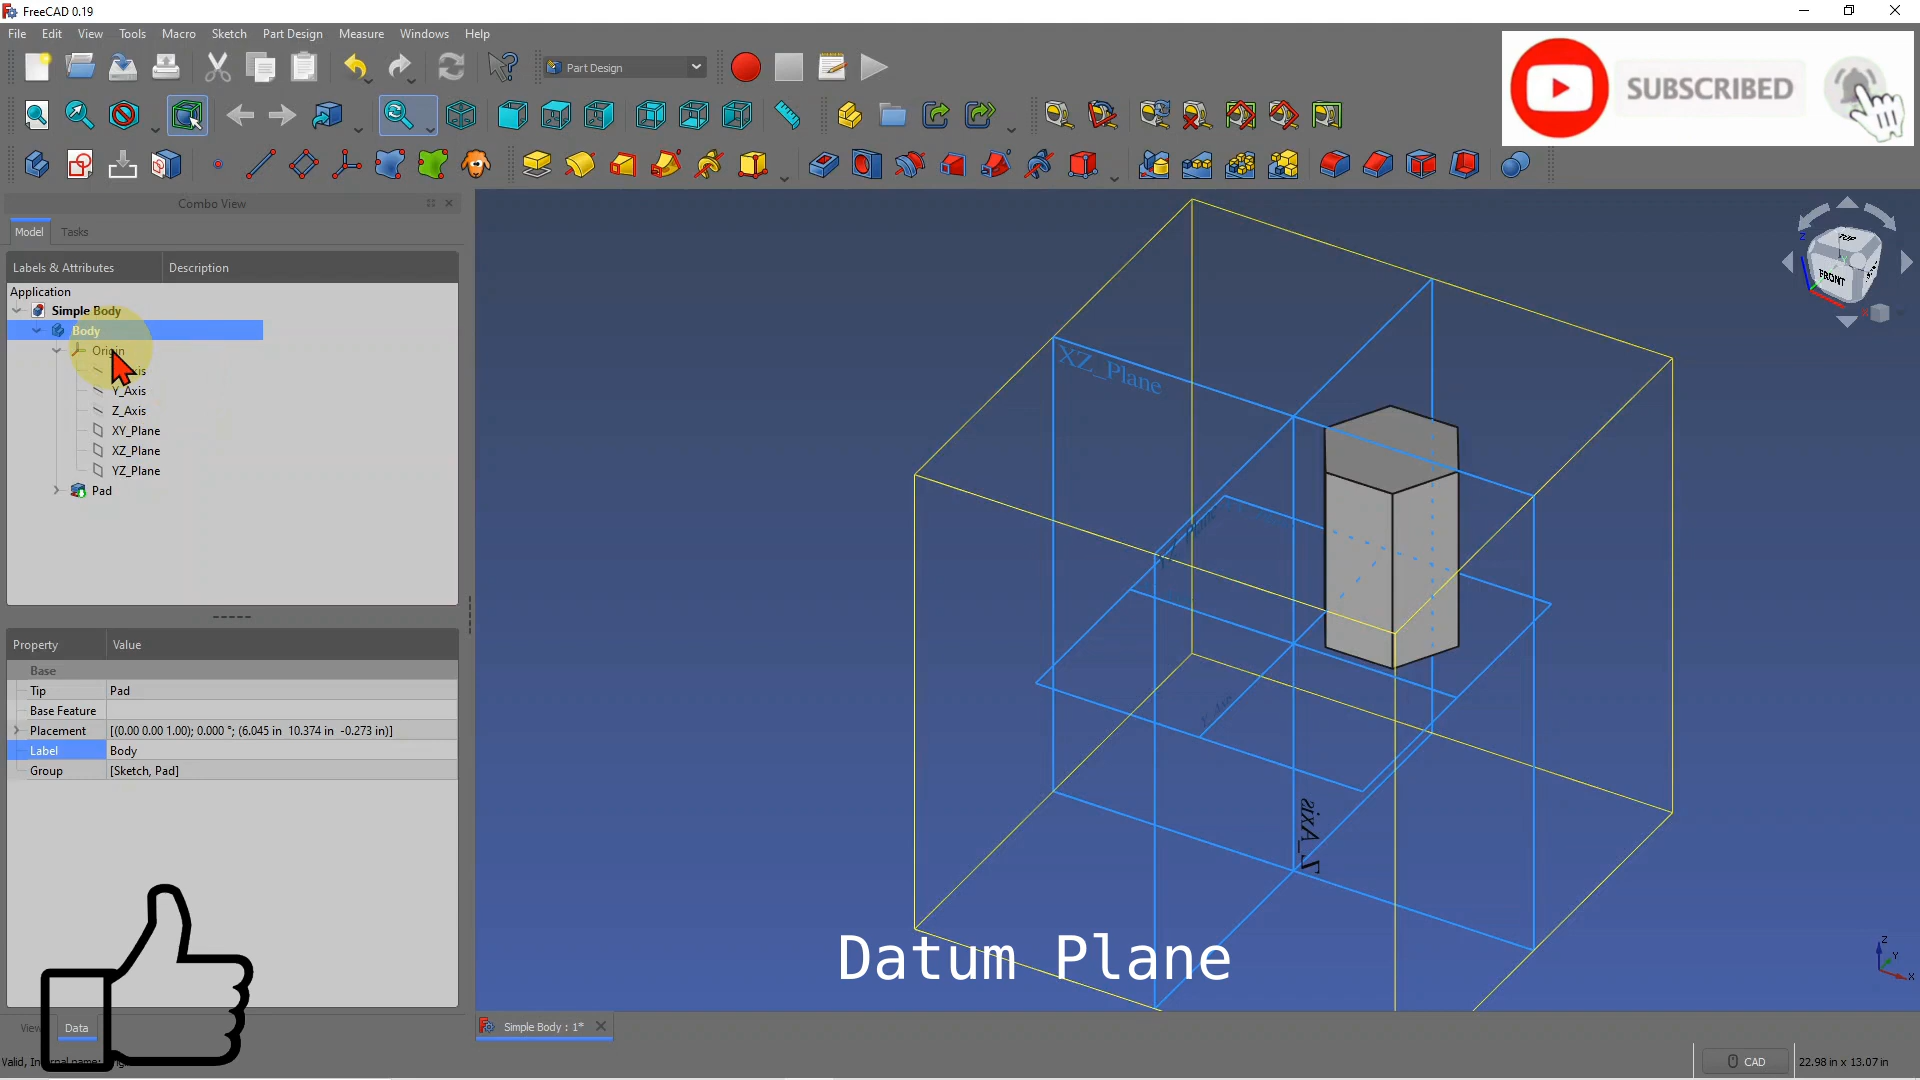 FreeCAD 0.19
File Edit View Tools Macro Sketch Part Design Measure Windows Help
Part Design
SUBSCRIBED
Combo View
Model Tasks
Labels & Attributes Description
Application
Simple Body
Body
Origin
Y_Axis
Z_Axis
XY_Plane
XZ_Plane
YZ_Plane
Pad
Property Value
Base
Tip Pad
Base Feature
Placement [(0.00 0.00 1.00); 0.000 °; (6.045 in 10.374 in -0.273 in)]
Label Body
Group [Sketch, Pad]
XZ_Plane
Z_Axis
TOP
FRONT
Z
X
Z
Y
X
Datum Plane
View Data
Simple Body : 1*
CAD
22.98 in x 13.07 in